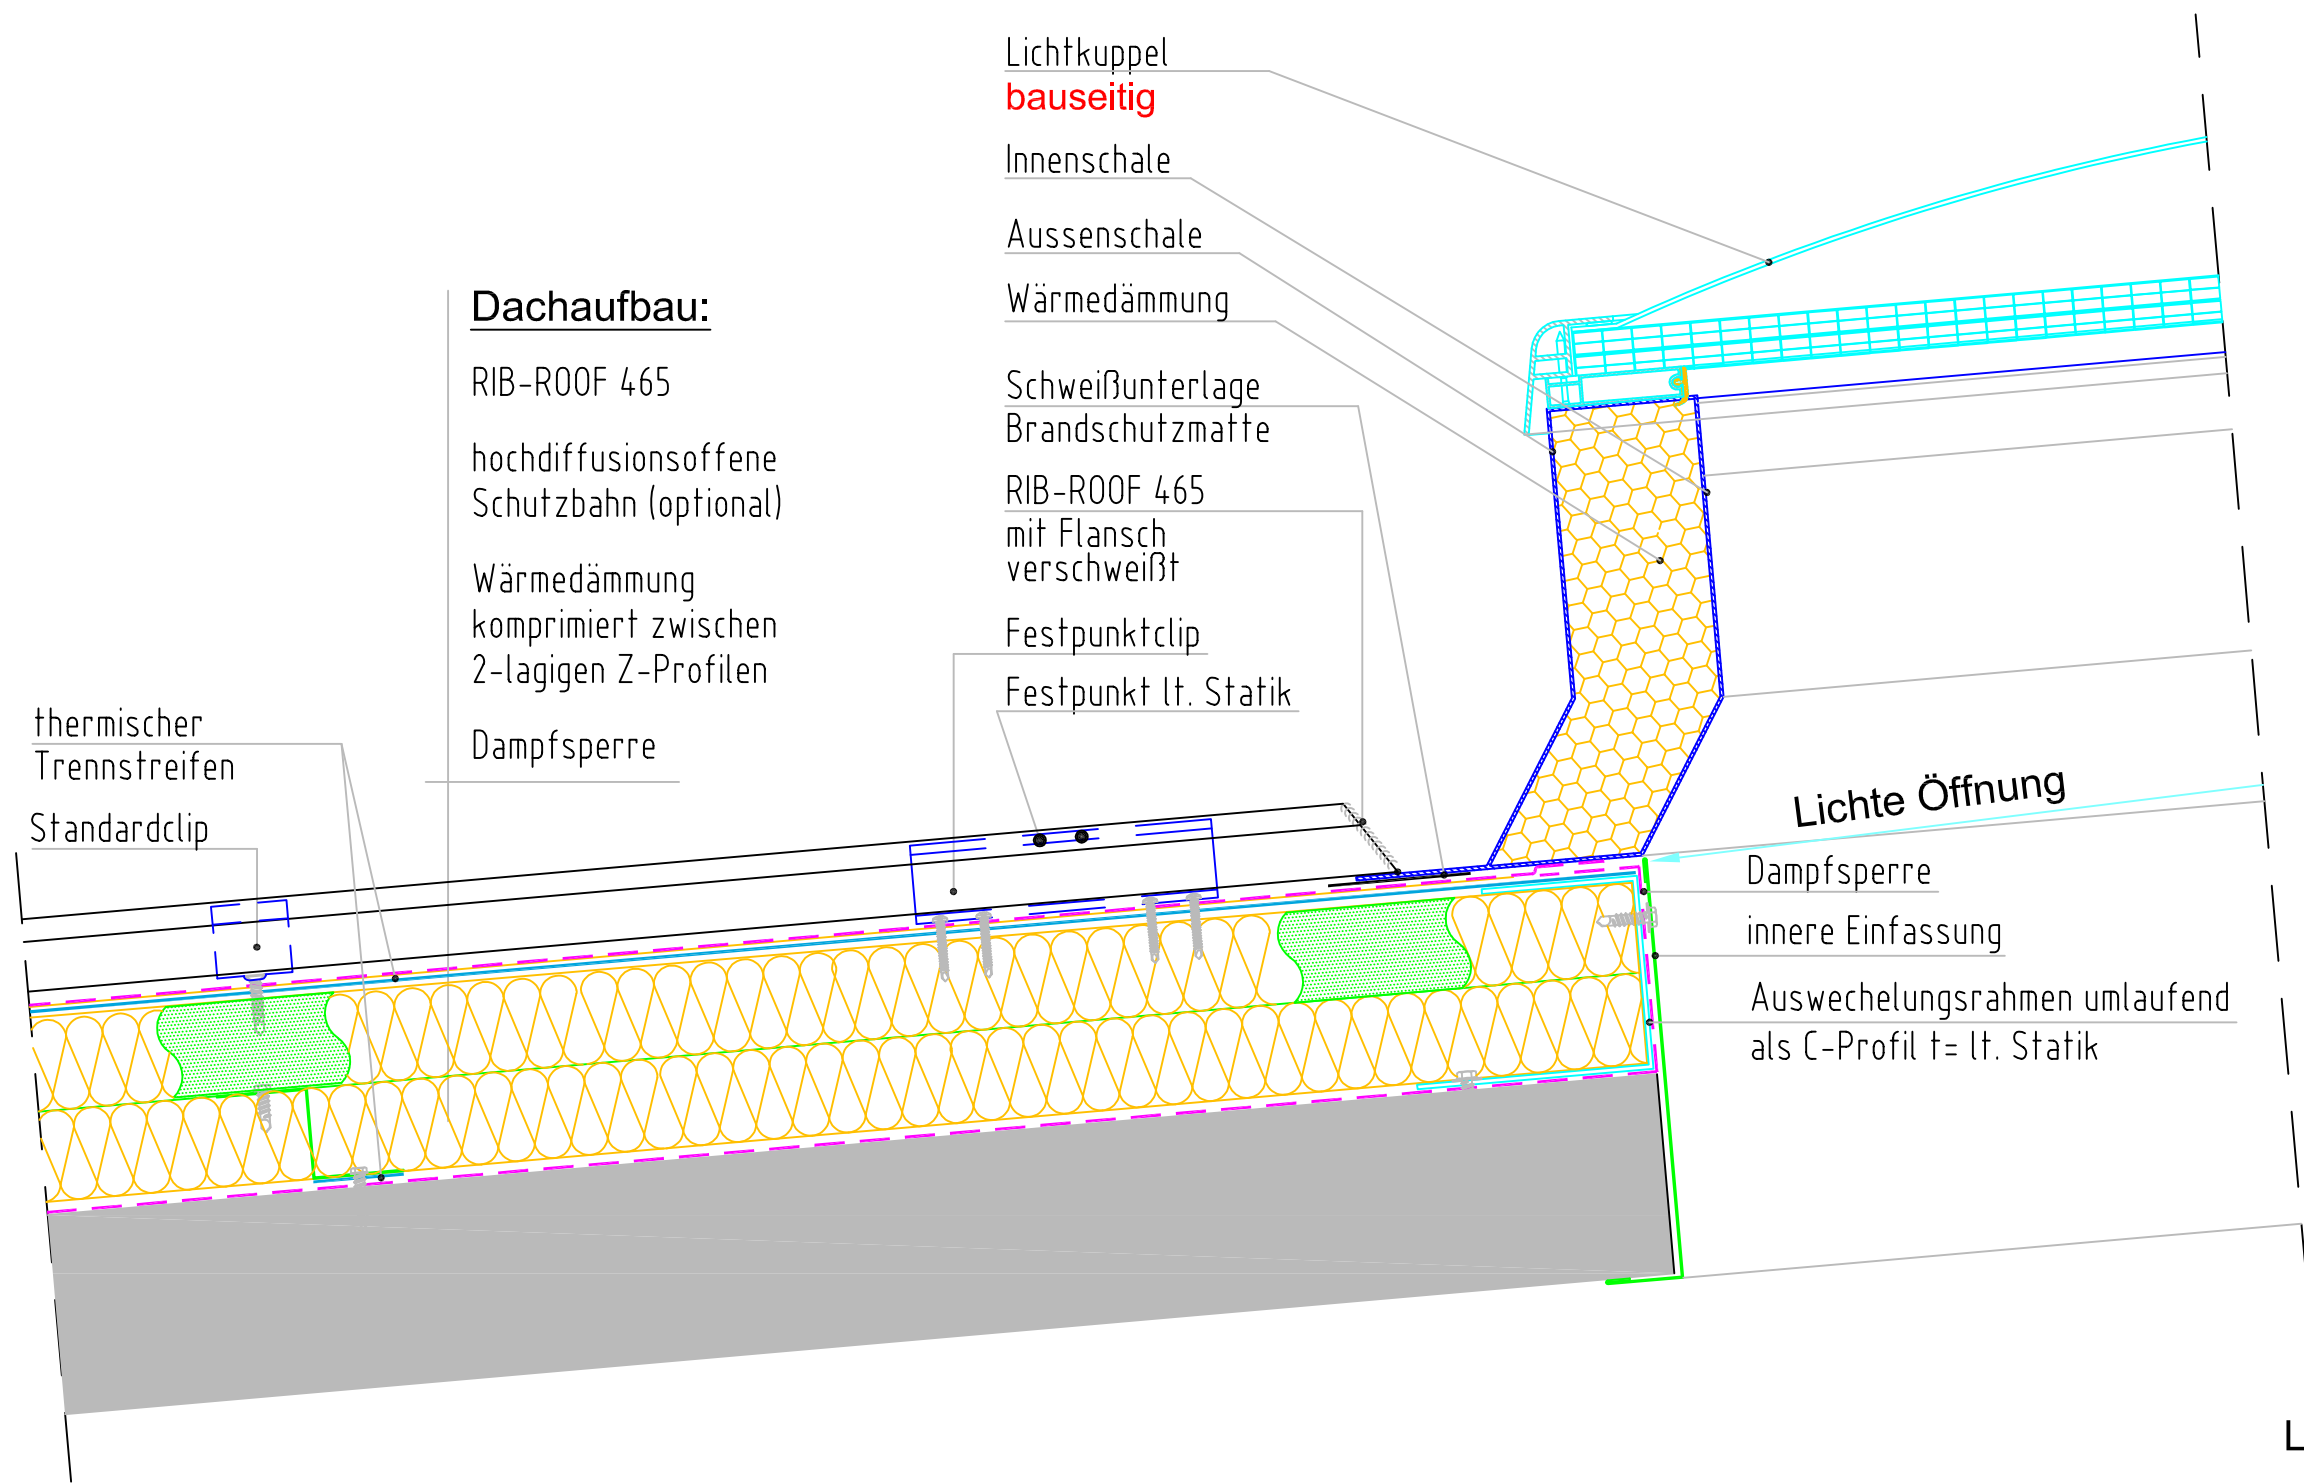 Lichtkuppel
bauseitig
Innenschale
Aussenschale
Wärmedämmung
Schweißunterlage
Brandschutzmatte
RIB-ROOF 465
mit Flansch
verschweißt
Festpunktclip
Festpunkt lt. Statik
Dachaufbau:
RIB-ROOF 465
hochdiffusionsoffene
Schutzbahn (optional)
Wärmedämmung
komprimiert zwischen
2-lagigen Z-Profilen
Dampfsperre
thermischer
Trennstreifen
Standardclip
Lichte Öffnung
Dampfsperre
innere Einfassung
Auswechelungsrahmen umlaufend
als C-Profil t= lt. Statik
L